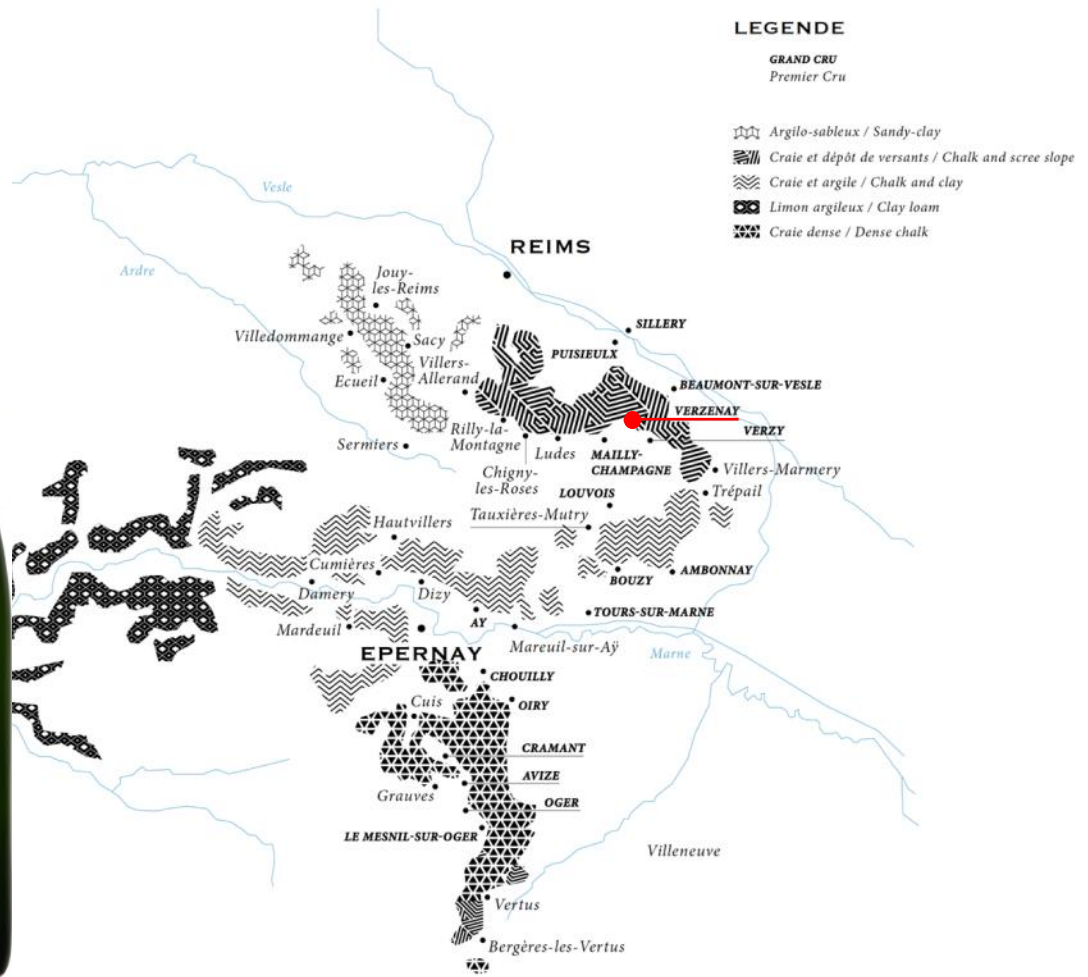 LEGENDE
GRAND CRU
Premier Cru
Argilo-sableux / Sandy-clay
Craie et dépôt de versants / Chalk and scree slope
Craie et argile / Chalk and clay
Limon argileux / Clay loam
Craie dense / Dense chalk
Vesle
REIMS
Ardre
Jouy-
les-Reims
SILLERY
Villedommange
Sacy
PUISIEULX
Villers-
Allerand
Ecueil
BEAUMONT-SUR-VESLE
VERZENAY
Rilly-la-
Montagne
VERZY
Sermiers
Ludes
MAILLY-
CHAMPAGNE
Chigny-
les-Roses
Villers-Marmery
Trépail
LOUVOIS
Tauxières-Mutry
Hautvillers
Cumières
Damery
Dizy
BOUZY
AMBONNAY
AY
TOURS-SUR-MARNE
Mardeuil
Mareuil-sur-Aÿ
EPERNAY
Marne
CHOUILLY
Cuis
OIRY
CRAMANT
AVIZE
Grauves
OGER
LE MESNIL-SUR-OGER
Villeneuve
Vertus
Bergères-les-Vertus